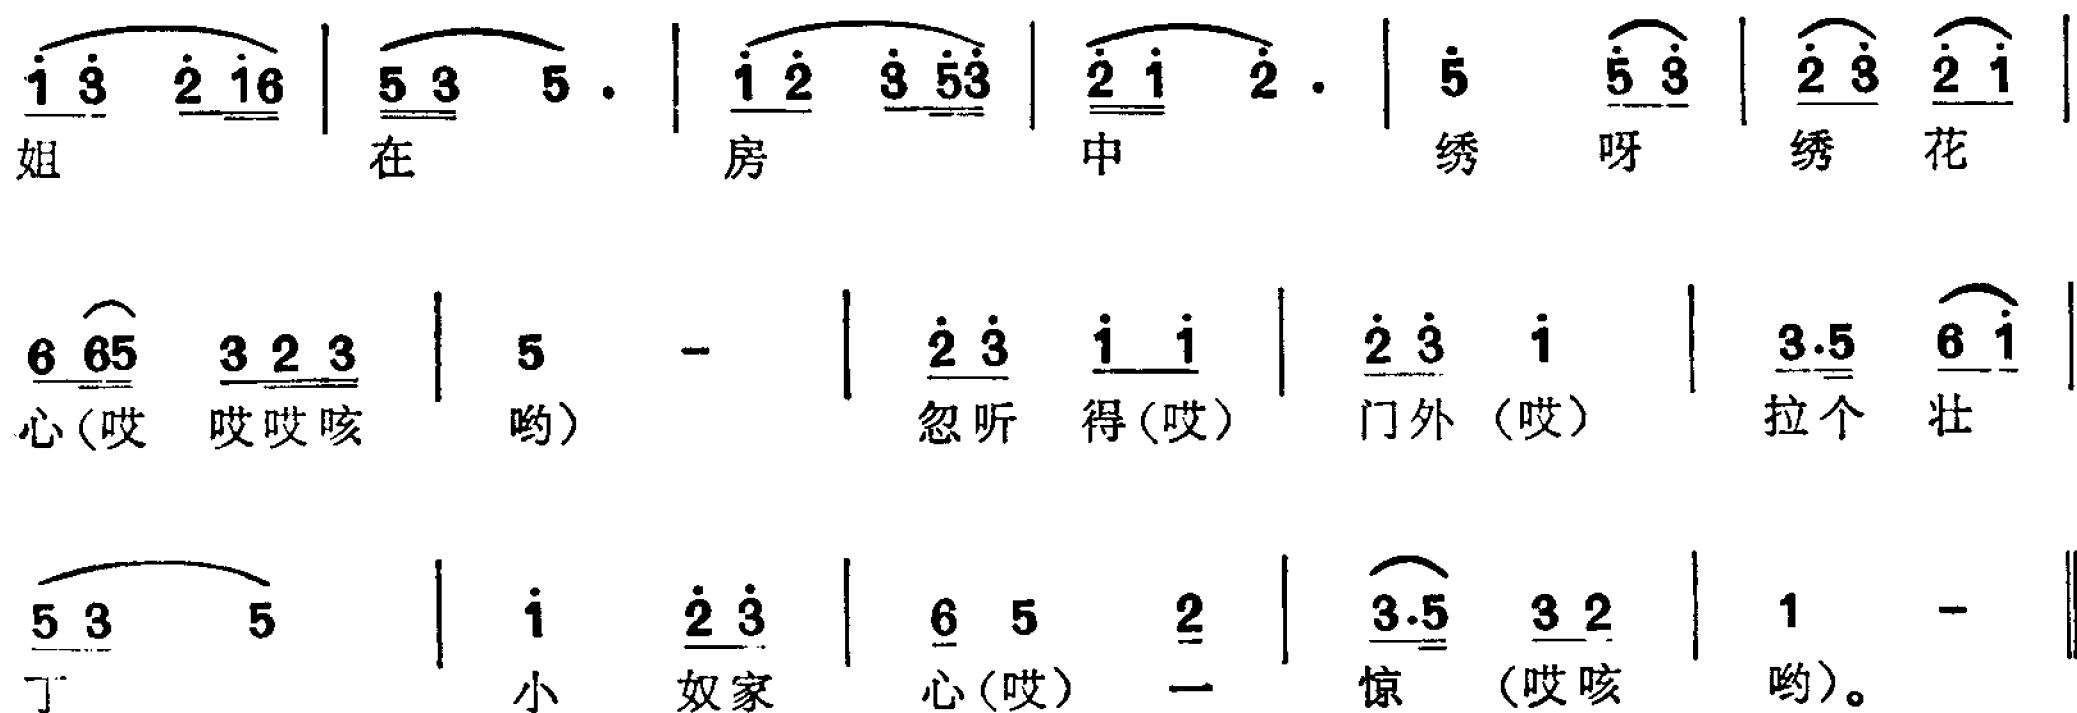 1̇ 3̇ 2̇ 1̇6 | 5 3 5 . | 1̇ 2̇ 3̇ 5̇3̇ | 2̇ 1̇ 2̇ . | 5̇ 5̇ 3̇ | 2̇ 3̇ 2̇ 1̇ |
姐 在 房 中 绣 呀 绣 花
6 65 3 2 3 | 5 – | 2̇ 3̇ 1̇ 1̇ | 2̇ 3̇ 1̇ | 3.5 6 1̇ |
心(哎 哎哎咳 哟) 忽听 得(哎) 门外 (哎) 拉个 壮
5 3 5 | 1̇ 2̇ 3̇ | 6 5 2 | 3.5 3 2 | 1 – ‖
丁 小 奴家 心(哎) 一 惊 (哎咳 哟)。